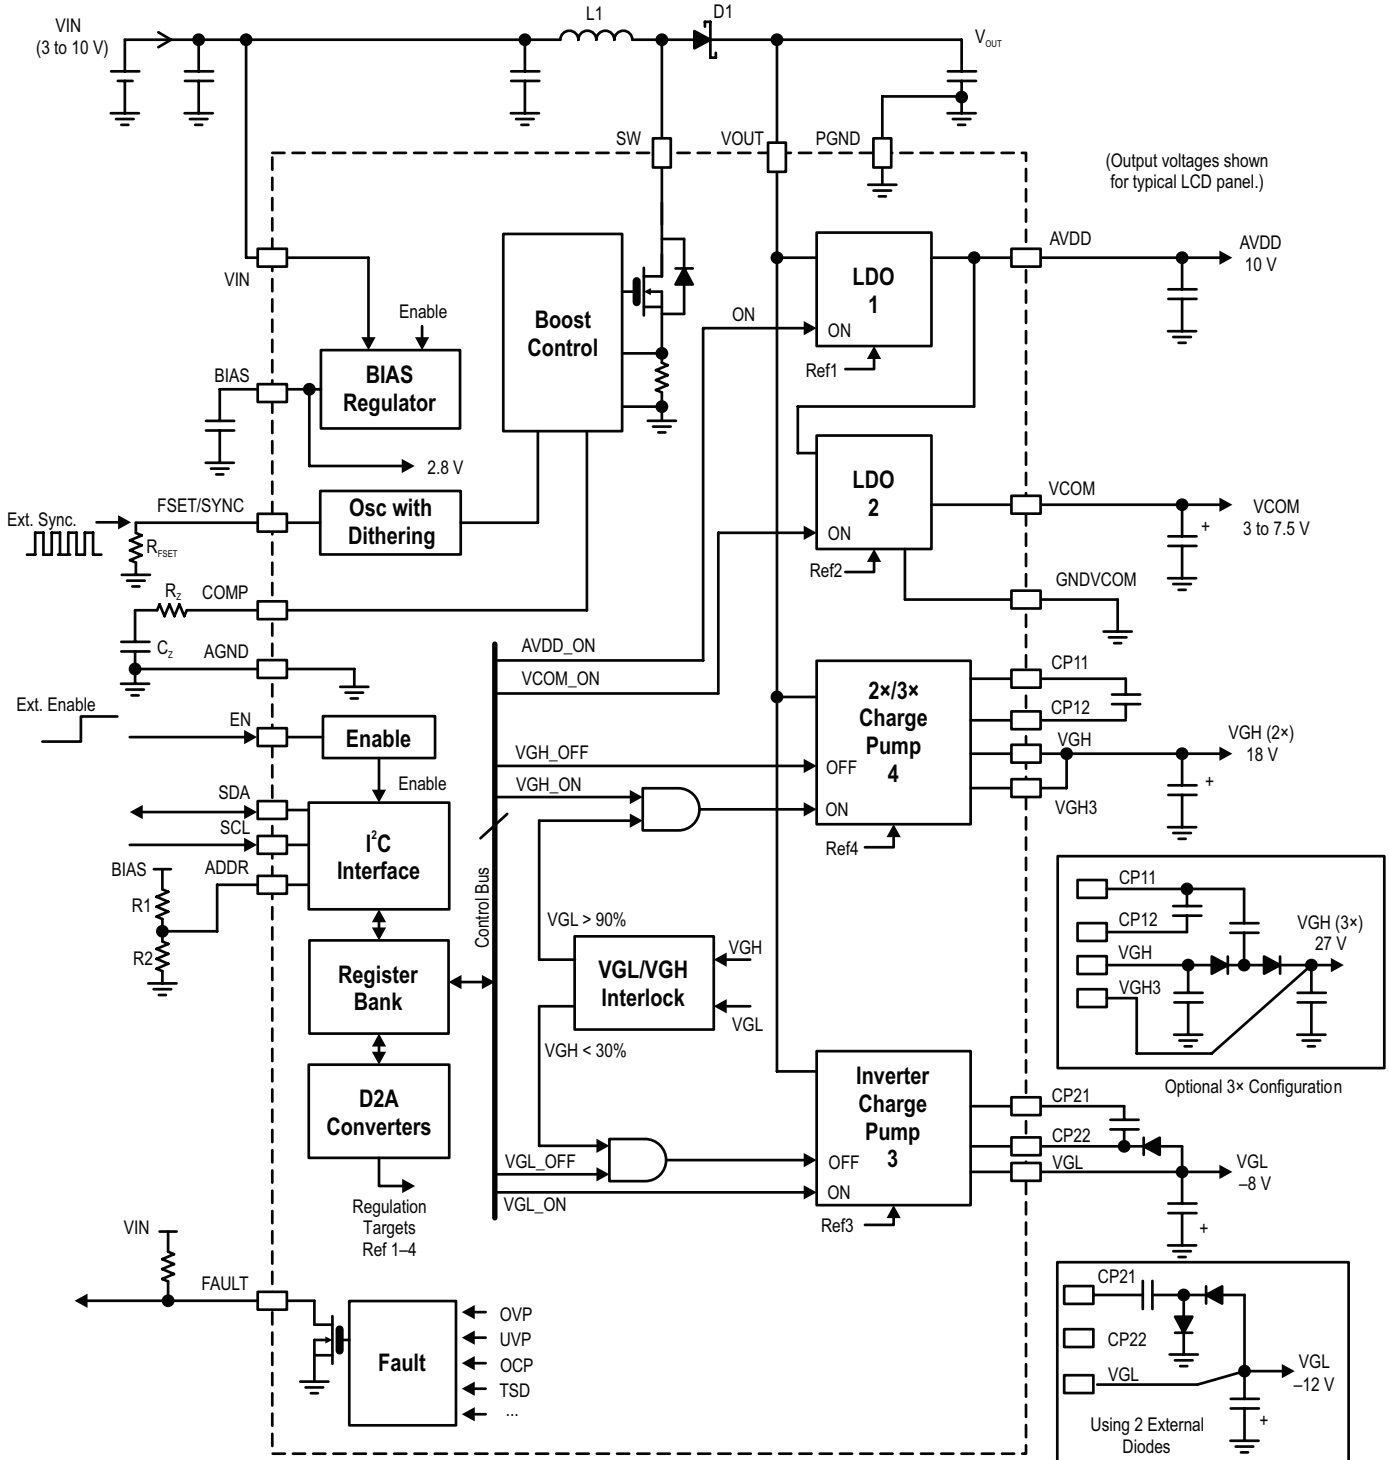 VIN
(3 to 10 V)
L1
D1
VOUT
SW
VOUT
PGND
(Output voltages shown
for typical LCD panel.)
VIN
Enable
BIAS
Regulator
BIAS
2.8 V
Boost
Control
ON
LDO
1
ON
Ref1
AVDD
AVDD
10 V
LDO
2
ON
Ref2
VCOM
VCOM
3 to 7.5 V
+
GNDVCOM
Ext. Sync.
FSET/SYNC
RFSET
Osc with
Dithering
RZ
COMP
CZ
AGND
Ext. Enable
EN
Enable
Enable
SDA
SCL
BIAS
ADDR
R1
R2
I²C
Interface
Register
Bank
D2A
Converters
Regulation
Targets
Ref 1–4
Control Bus
AVDD_ON
VCOM_ON
VGH_OFF
VGH_ON
VGL > 90%
VGL/VGH
Interlock
VGH
VGL
VGH < 30%
VGL_OFF
VGL_ON
2×/3×
Charge
Pump
4
OFF
ON
Ref4
CP11
CP12
VGH
VGH3
VGH (2×)
18 V
+
CP11
CP12
VGH
VGH3
VGH (3×)
27 V
Optional 3× Configuration
Inverter
Charge
Pump
3
OFF
ON
Ref3
CP21
CP22
VGL
VGL
–8 V
+
CP21
CP22
VGL
VGL
–12 V
+
Using 2 External
Diodes
VIN
FAULT
Fault
OVP
UVP
OCP
TSD
...